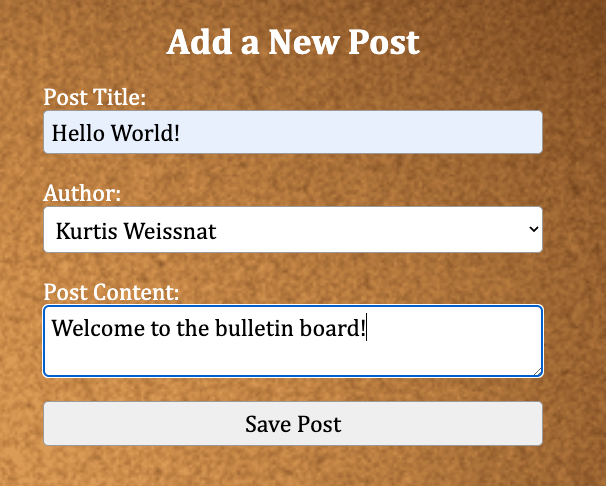 Add a New Post
Post Title:
Hello World!
Author:
Kurtis Weissnat
Post Content:
Welcome to the bulletin board!
Save Post